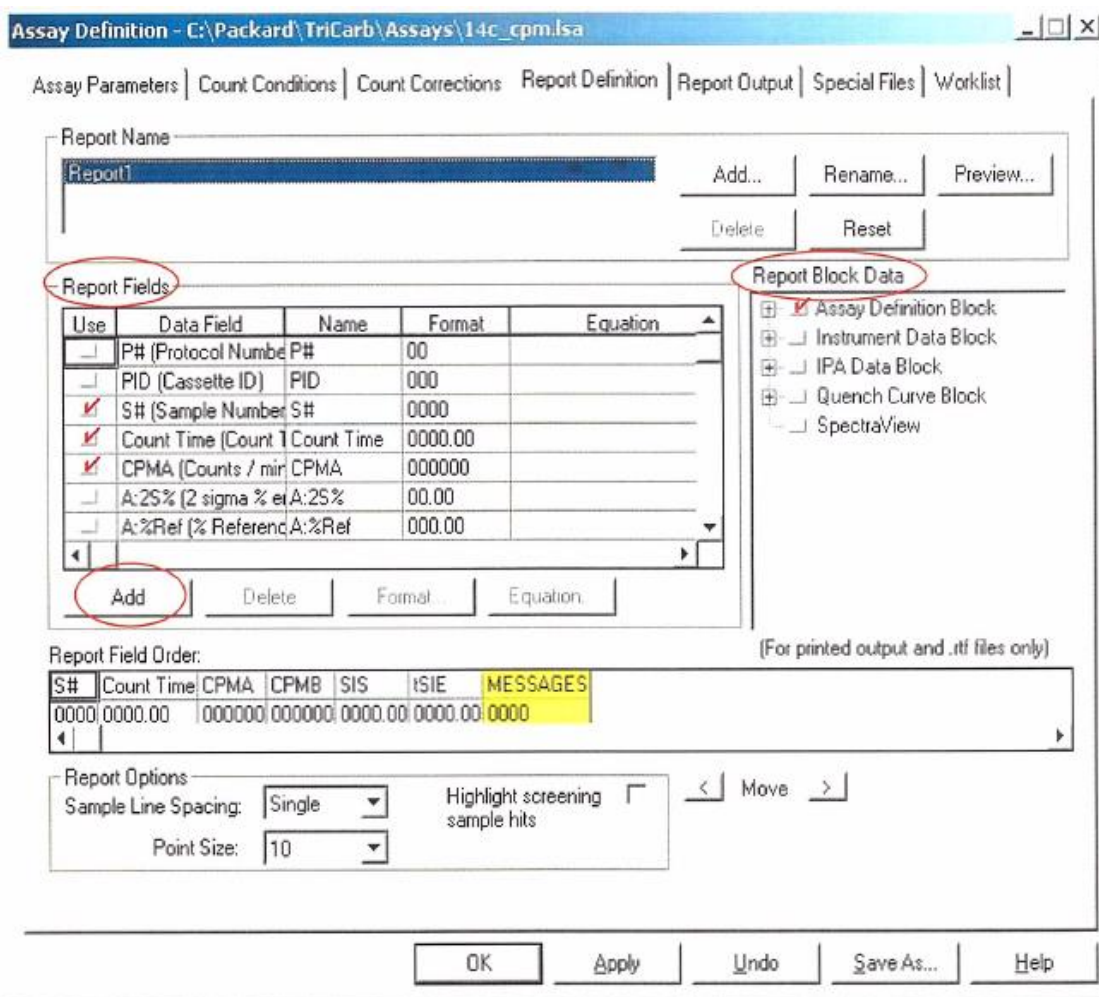 Assay Definition - C:\Packard\TriCarb\Assays\14c_cpm.lsa
Assay Parameters Count Conditions Count Corrections Report Definition Report Output Special Files Worklist
Report Name
Report1
Add... Rename... Preview...
Delete Reset
Report Fields
Use Data Field Name Format Equation
P# (Protocol Numbe P# 00
PID (Cassette ID) PID 000
S# (Sample Number S# 0000
Count Time (Count T Count Time 0000.00
CPMA (Counts / min CPMA 000000
A:2S% (2 sigma % er A:2S% 00.00
A:%Ref (% Referenc A:%Ref 000.00
Add Delete Format... Equation.
Report Block Data
Assay Definition Block
Instrument Data Block
IPA Data Block
Quench Curve Block
SpectraView
(For printed output and .rtf files only)
Report Field Order:
S# Count Time CPMA CPMB SIS tSIE MESSAGES
0000 0000.00 000000 000000 0000.00 0000.00 0000
Report Options
Sample Line Spacing: Single
Point Size: 10
Highlight screening
sample hits
< Move >
OK Apply Undo Save As... Help